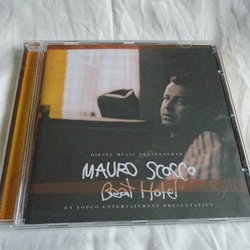 DIESEL MUSIC PRESENTERAR
MAURO SCOCCO
Beat Hotel
EN TOPCO ENTERTAINMENT PRESENTATION